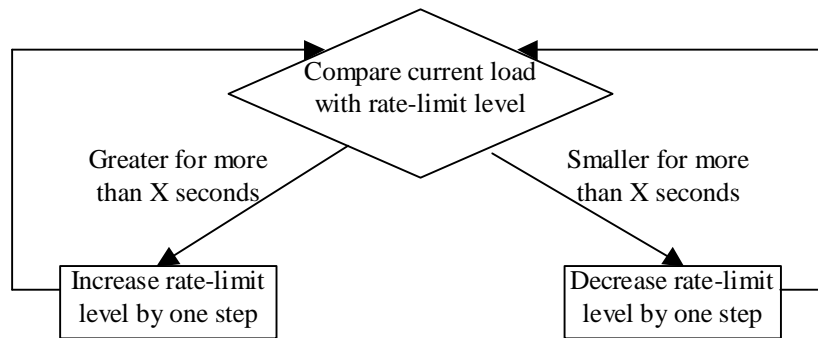 Compare current load
with rate-limit level
Greater for more
than X seconds
Smaller for more
than X seconds
Increase rate-limit
level by one step
Decrease rate-limit
level by one step